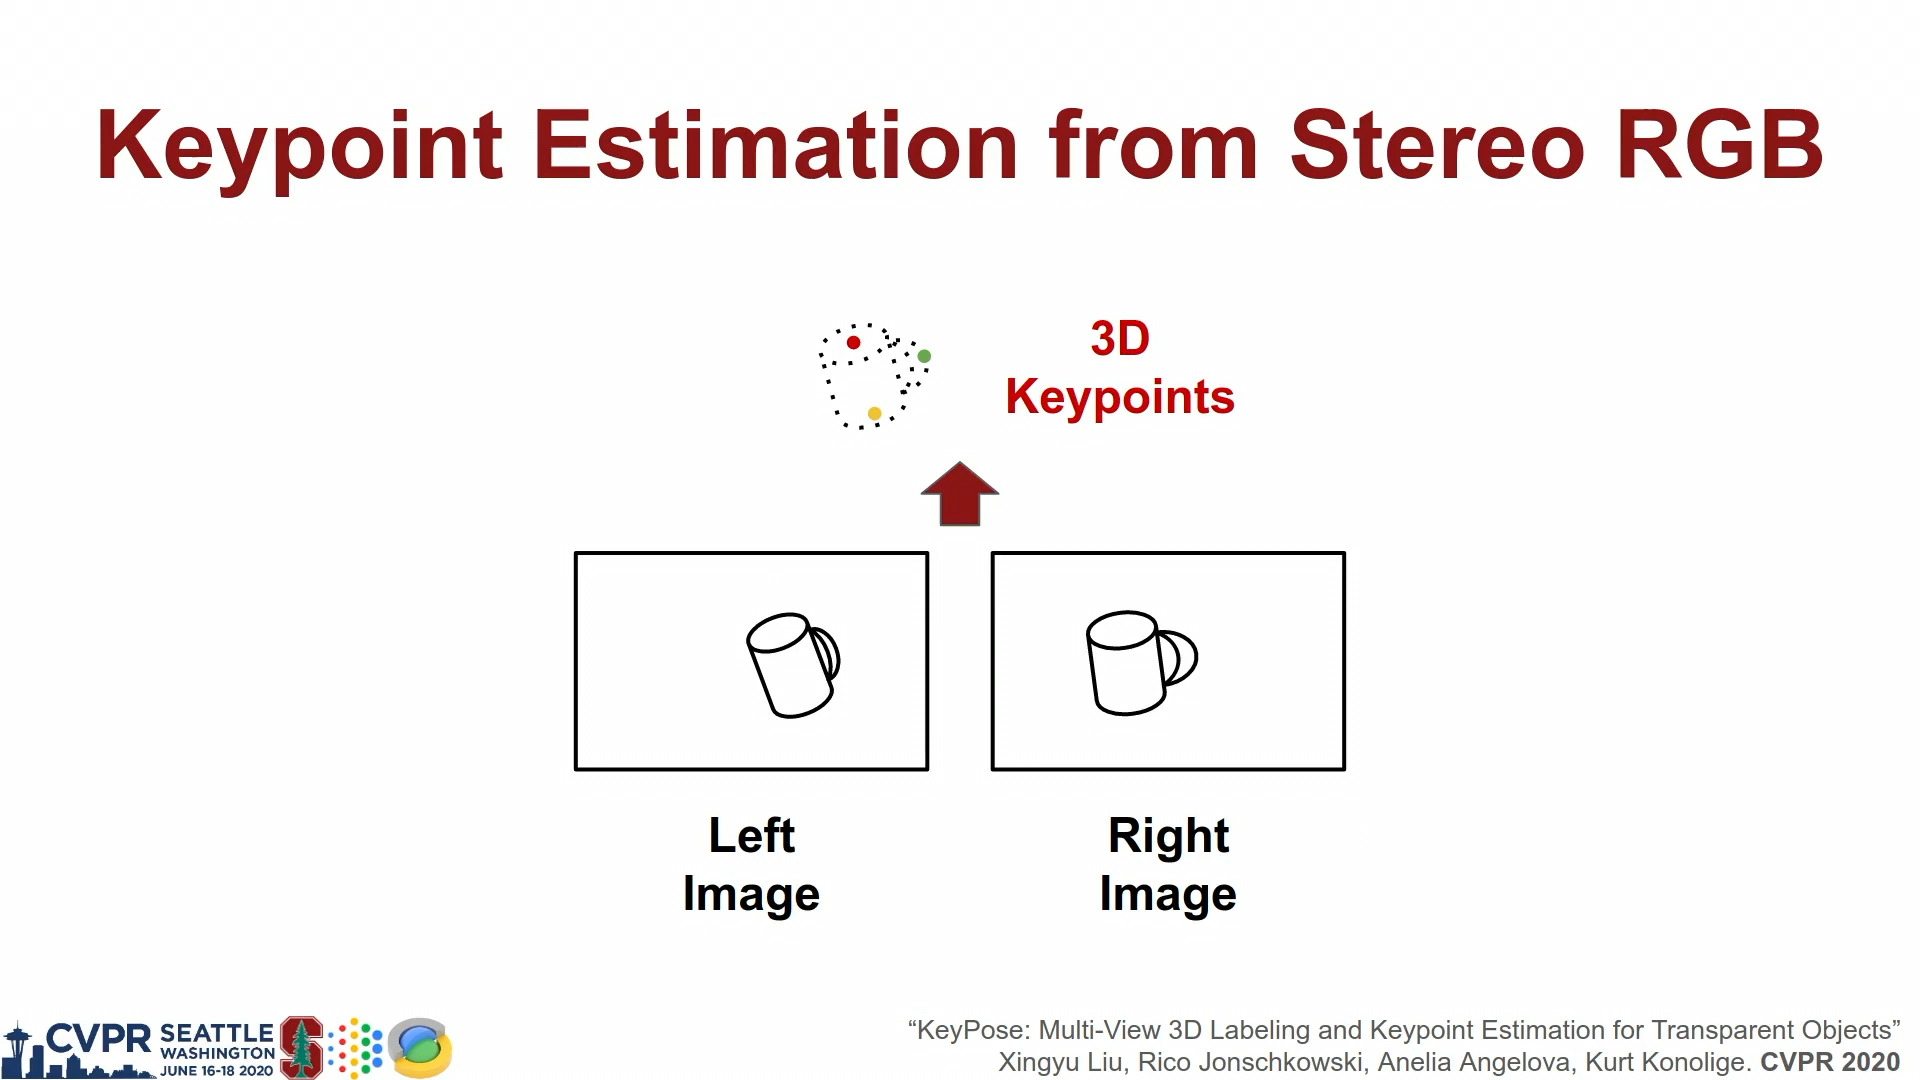 Keypoint Estimation from Stereo RGB
3D
Keypoints
Left
Image
Right
Image
CVPR
SEATTLE
WASHINGTON
JUNE 16-18 2020
“KeyPose: Multi-View 3D Labeling and Keypoint Estimation for Transparent Objects”
Xingyu Liu, Rico Jonschkowski, Anelia Angelova, Kurt Konolige. CVPR 2020